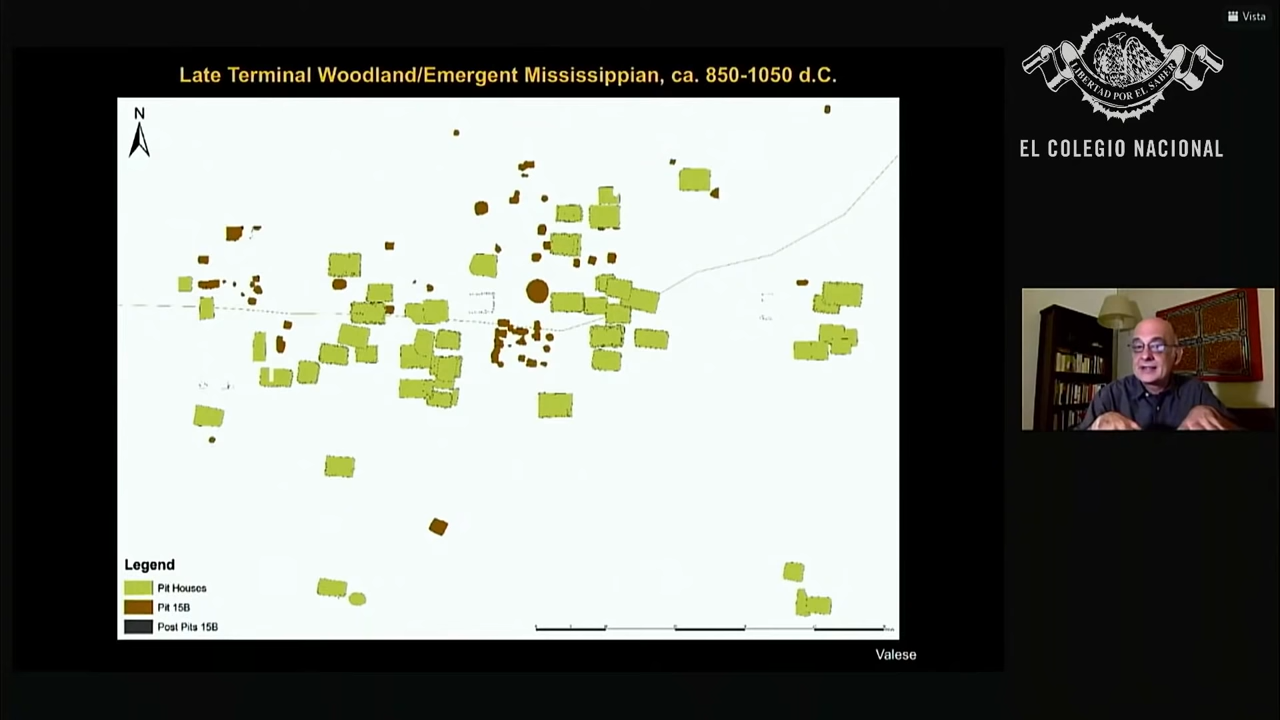 Vista
Late Terminal Woodland/Emergent Mississippian, ca. 850-1050 d.C.
N
LIBERTAD POR EL SABER
EL COLEGIO NACIONAL
Legend
Pit Houses
Pit 15B
Post Pits 15B
Valese